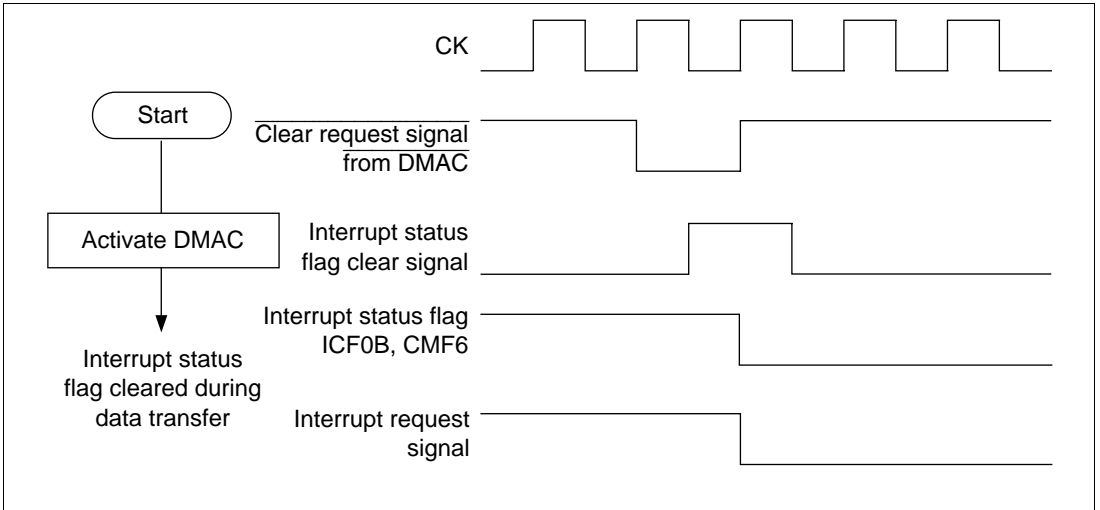 CK
Start
Clear request signal
from DMAC
Activate DMAC
Interrupt status
flag clear signal
Interrupt status flag
ICF0B, CMF6
Interrupt status
flag cleared during
data transfer
Interrupt request
signal